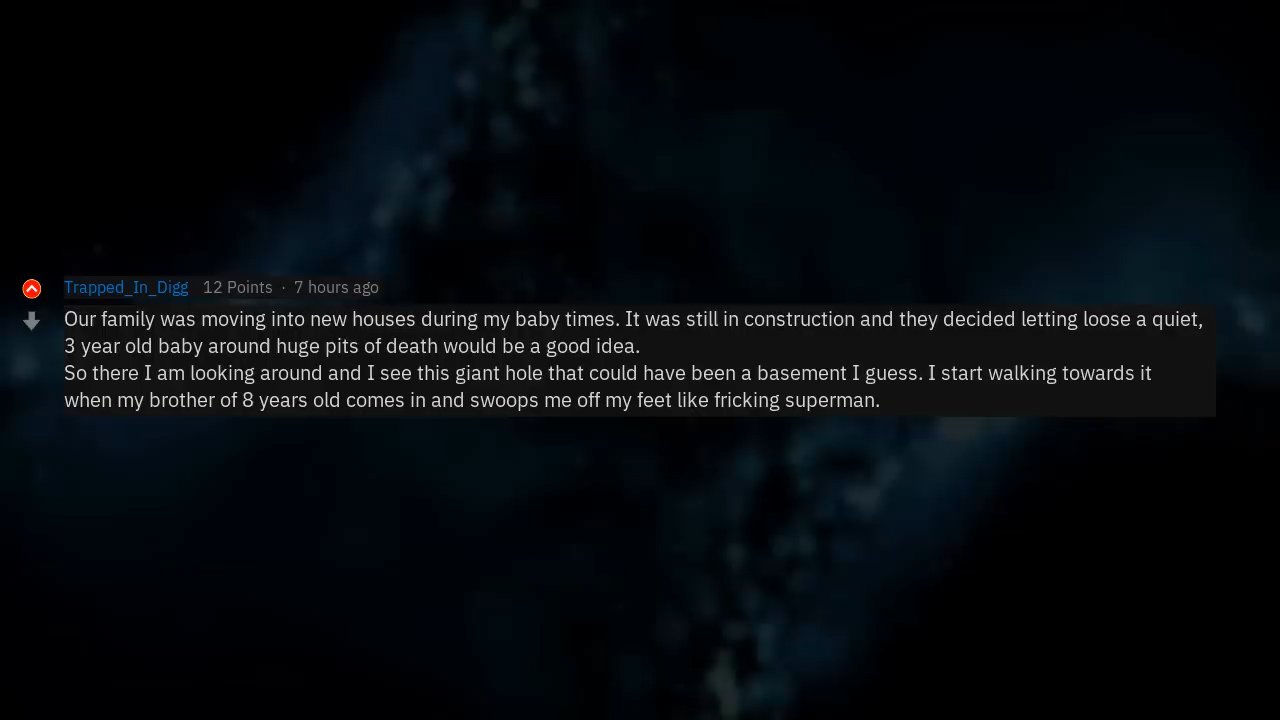 Trapped_In_Digg 12 Points · 7 hours ago
Our family was moving into new houses during my baby times. It was still in construction and they decided letting loose a quiet,
3 year old baby around huge pits of death would be a good idea.
So there I am looking around and I see this giant hole that could have been a basement I guess. I start walking towards it
when my brother of 8 years old comes in and swoops me off my feet like fricking superman.